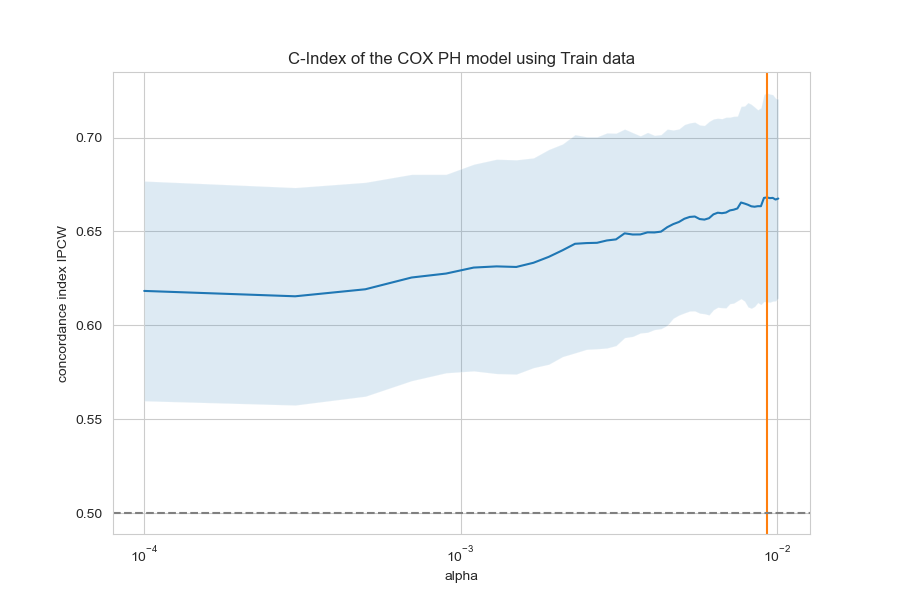 C-Index of the COX PH model using Train data
concordance index IPCW
0.70
0.65
0.60
0.55
0.50
10⁻⁴
10⁻³
10⁻²
alpha